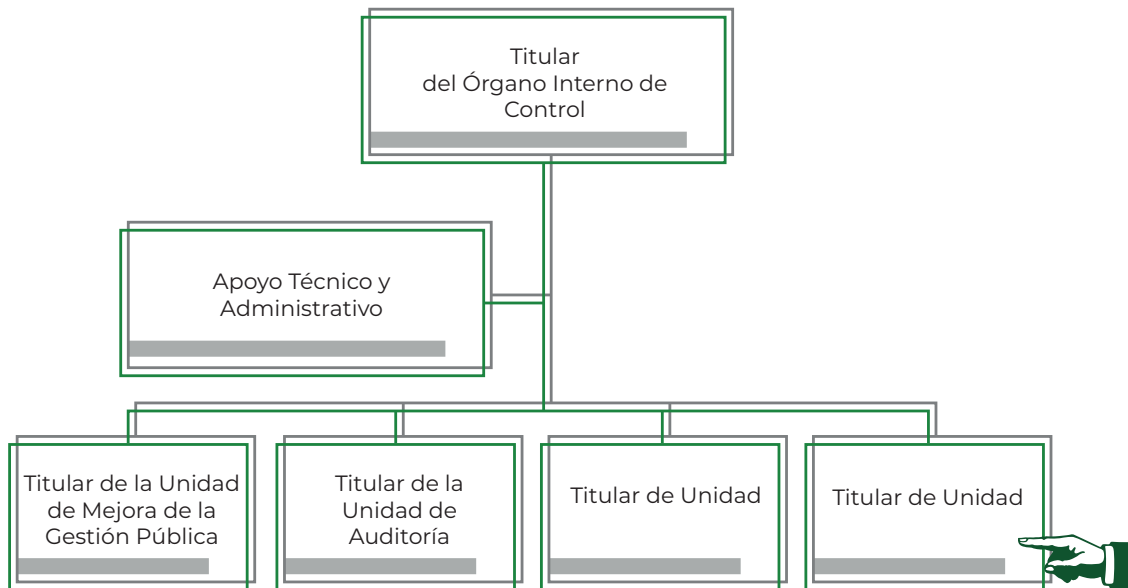 Titular
del Órgano Interno de
Control
Apoyo Técnico y
Administrativo
Titular de la Unidad
de Mejora de la
Gestión Pública
Titular de la
Unidad de
Auditoría
Titular de Unidad
Titular de Unidad